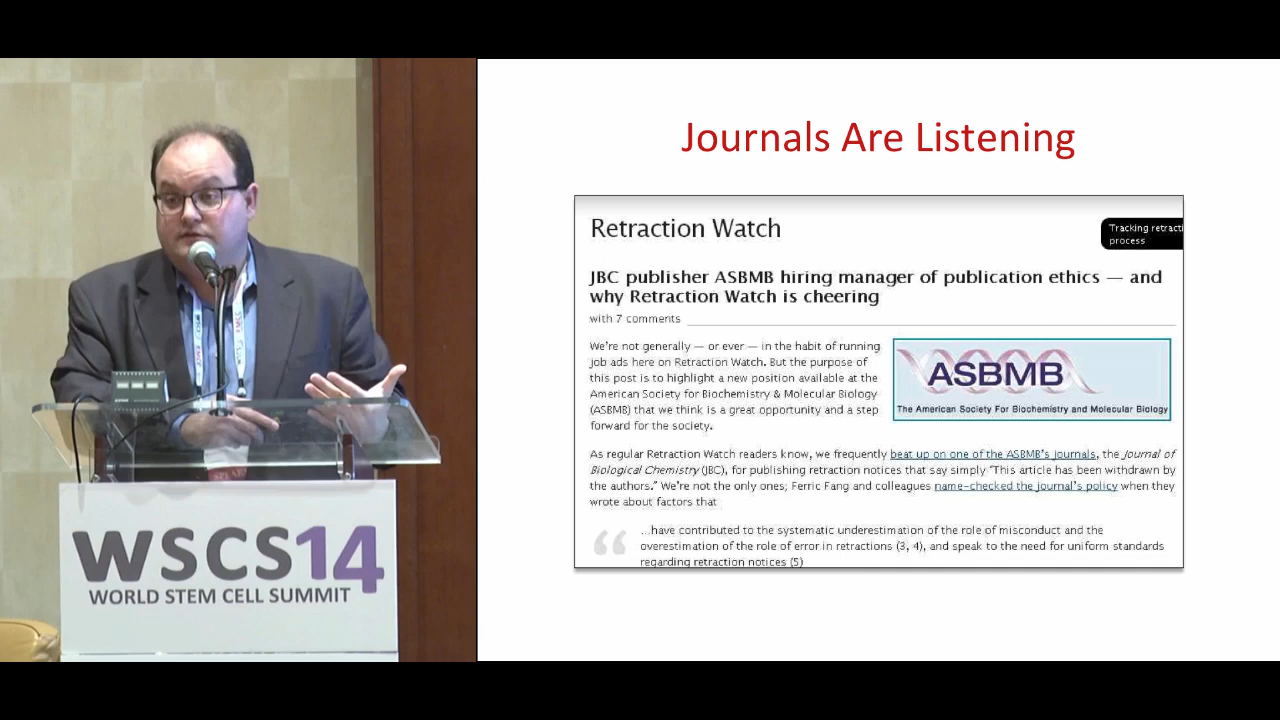 Journals Are Listening
Retraction Watch
Tracking retracti
process
JBC publisher ASBMB hiring manager of publication ethics — and
why Retraction Watch is cheering
with 7 comments
We're not generally — or ever — in the habit of running
job ads here on Retraction Watch. But the purpose of
this post is to highlight a new position available at the
American Society for Biochemistry & Molecular Biology
(ASBMB) that we think is a great opportunity and a step
forward for the society.
ASBMB
The American Society For Biochemistry and Molecular Biology
As regular Retraction Watch readers know, we frequently beat up on one of the ASBMB's journals, the Journal of
Biological Chemistry (JBC), for publishing retraction notices that say simply "This article has been withdrawn by
the authors." We're not the only ones; Ferric Fang and colleagues name-checked the journal's policy when they
wrote about factors that
“ …have contributed to the systematic underestimation of the role of misconduct and the
overestimation of the role of error in retractions (3, 4), and speak to the need for uniform standards
regarding retraction notices (5)
WSCS14
WORLD STEM CELL SUMMIT